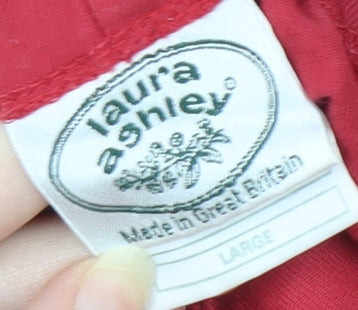 laura
ashley®
Made in Great Britain
LARGE